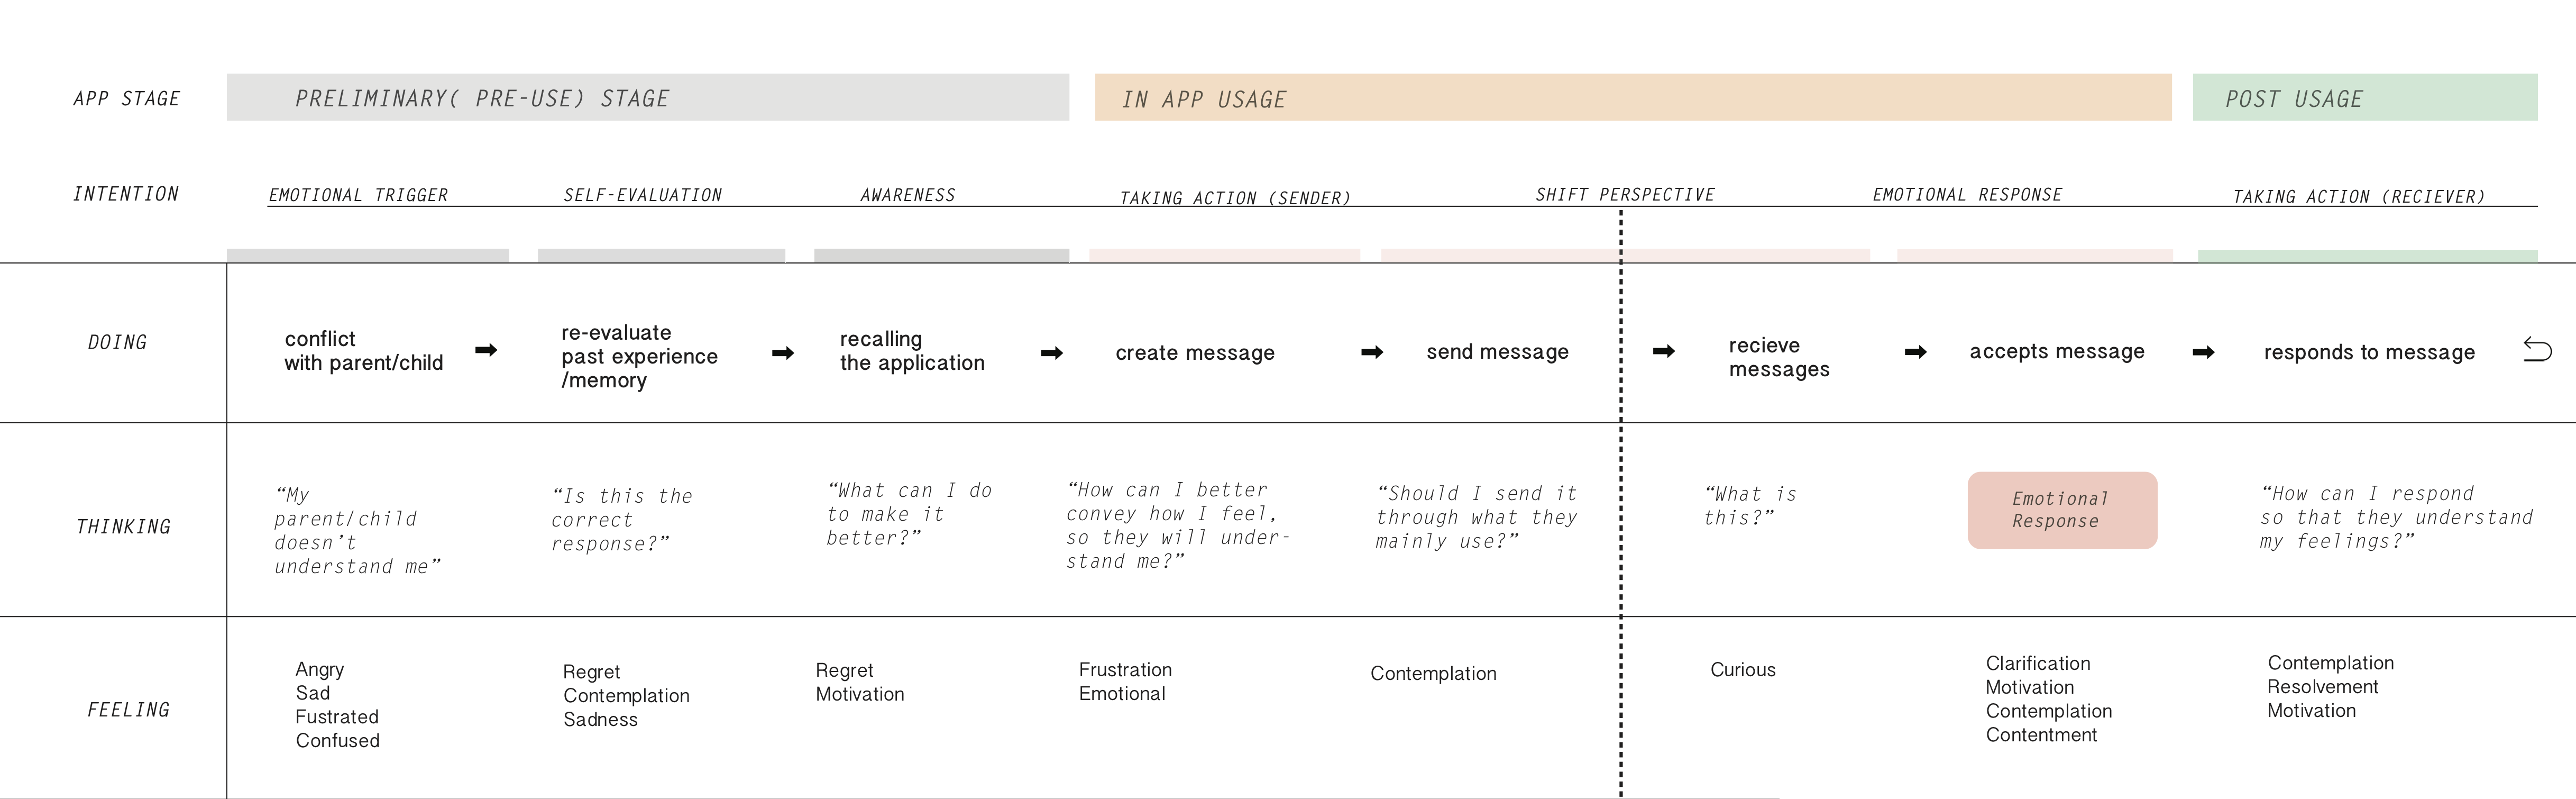 APP STAGE
PRELIMINARY( PRE-USE) STAGE
IN APP USAGE
POST USAGE
INTENTION
EMOTIONAL TRIGGER
SELF-EVALUATION
AWARENESS
TAKING ACTION (SENDER)
SHIFT PERSPECTIVE
EMOTIONAL RESPONSE
TAKING ACTION (RECIEVER)
DOING
conflict
with parent/child
re-evaluate
past experience
/memory
recalling
the application
create message
send message
recieve
messages
accepts message
responds to message
THINKING
“My
parent/child
doesn’t
understand me”
“Is this the
correct
response?”
“What can I do
to make it
better?”
“How can I better
convey how I feel,
so they will under-
stand me?”
“Should I send it
through what they
mainly use?”
“What is
this?”
Emotional
Response
“How can I respond
so that they understand
my feelings?”
FEELING
Angry
Sad
Fustrated
Confused
Regret
Contemplation
Sadness
Regret
Motivation
Frustration
Emotional
Contemplation
Curious
Clarification
Motivation
Contemplation
Contentment
Contemplation
Resolvement
Motivation